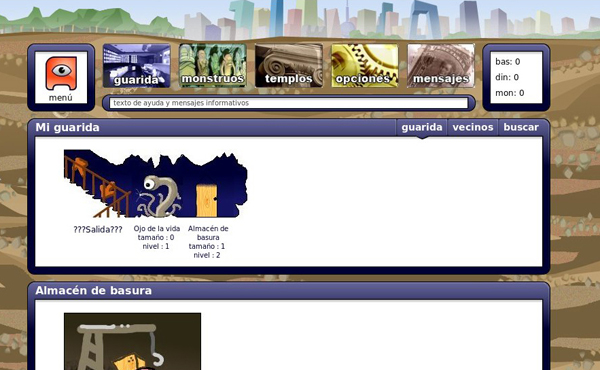 menú
guarida
monstruos
templos
opciones
mensajes
bas: 0
din: 0
mon: 0
texto de ayuda y mensajes informativos
Mi guarida
guarida
vecinos
buscar
???Salida???
Ojo de la vida
tamaño : 0
nivel : 1
Almacén de
basura
tamaño : 1
nivel : 2
Almacén de basura